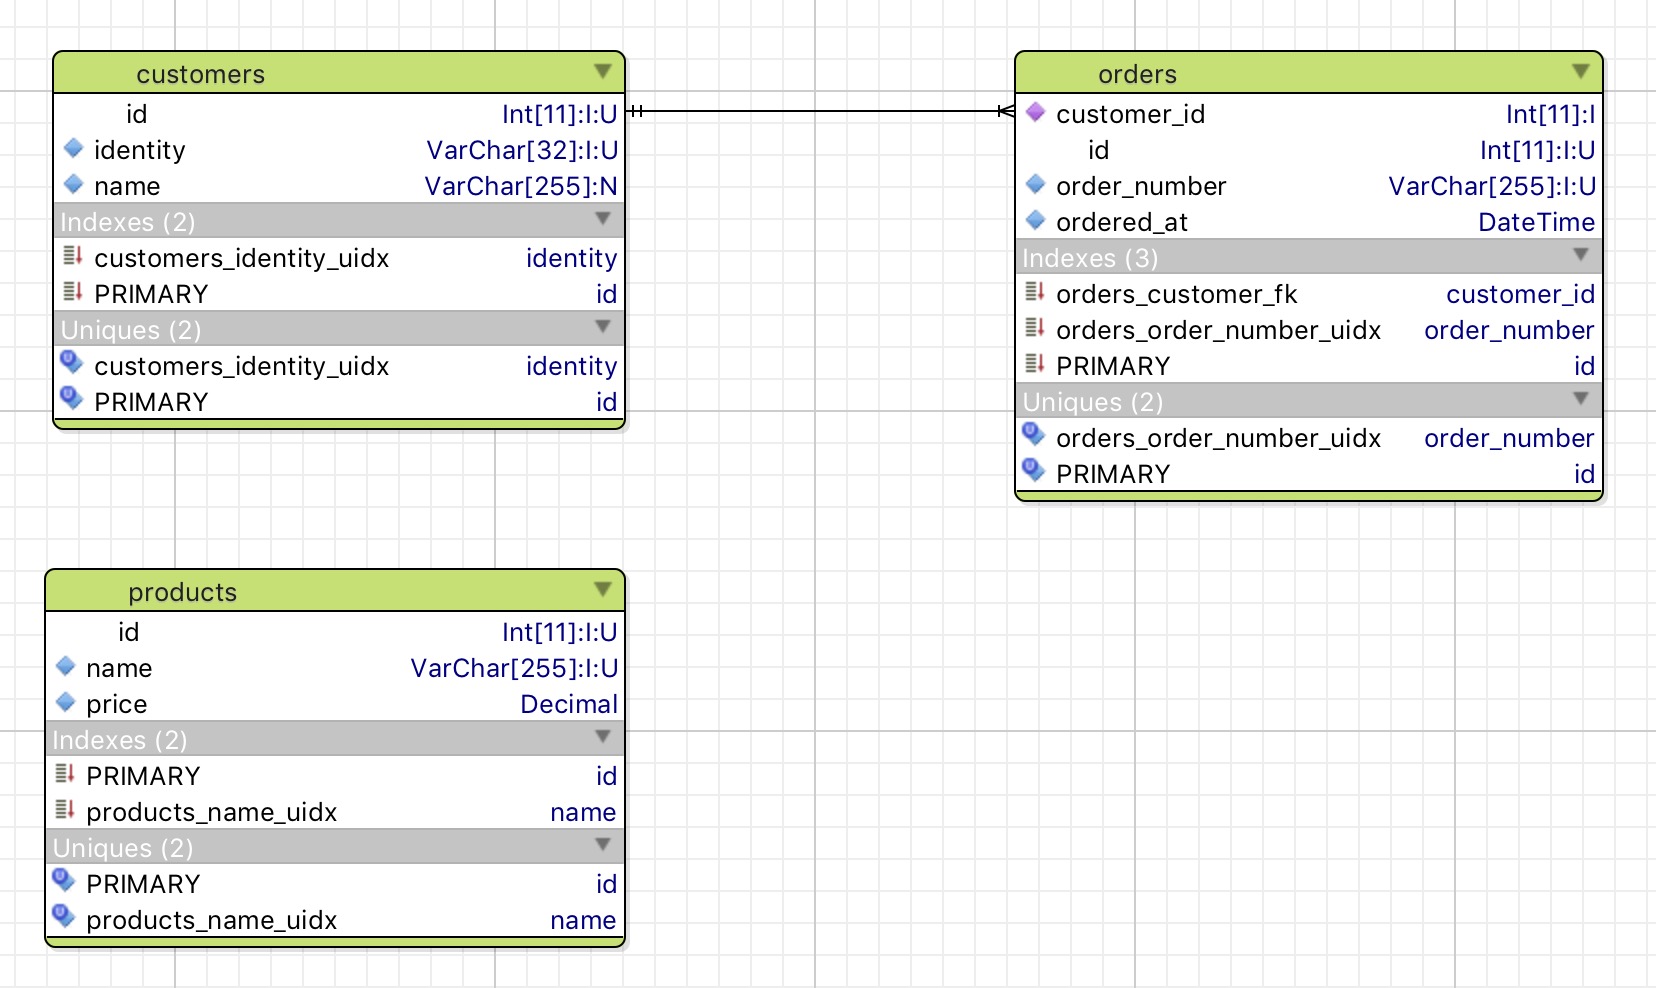 customers
id Int[11]:I:U
identity VarChar[32]:I:U
name VarChar[255]:N
Indexes (2)
customers_identity_uidx identity
PRIMARY id
Uniques (2)
customers_identity_uidx identity
PRIMARY id
orders
customer_id Int[11]:I
id Int[11]:I:U
order_number VarChar[255]:I:U
ordered_at DateTime
Indexes (3)
orders_customer_fk customer_id
orders_order_number_uidx order_number
PRIMARY id
Uniques (2)
orders_order_number_uidx order_number
PRIMARY id
products
id Int[11]:I:U
name VarChar[255]:I:U
price Decimal
Indexes (2)
PRIMARY id
products_name_uidx name
Uniques (2)
PRIMARY id
products_name_uidx name